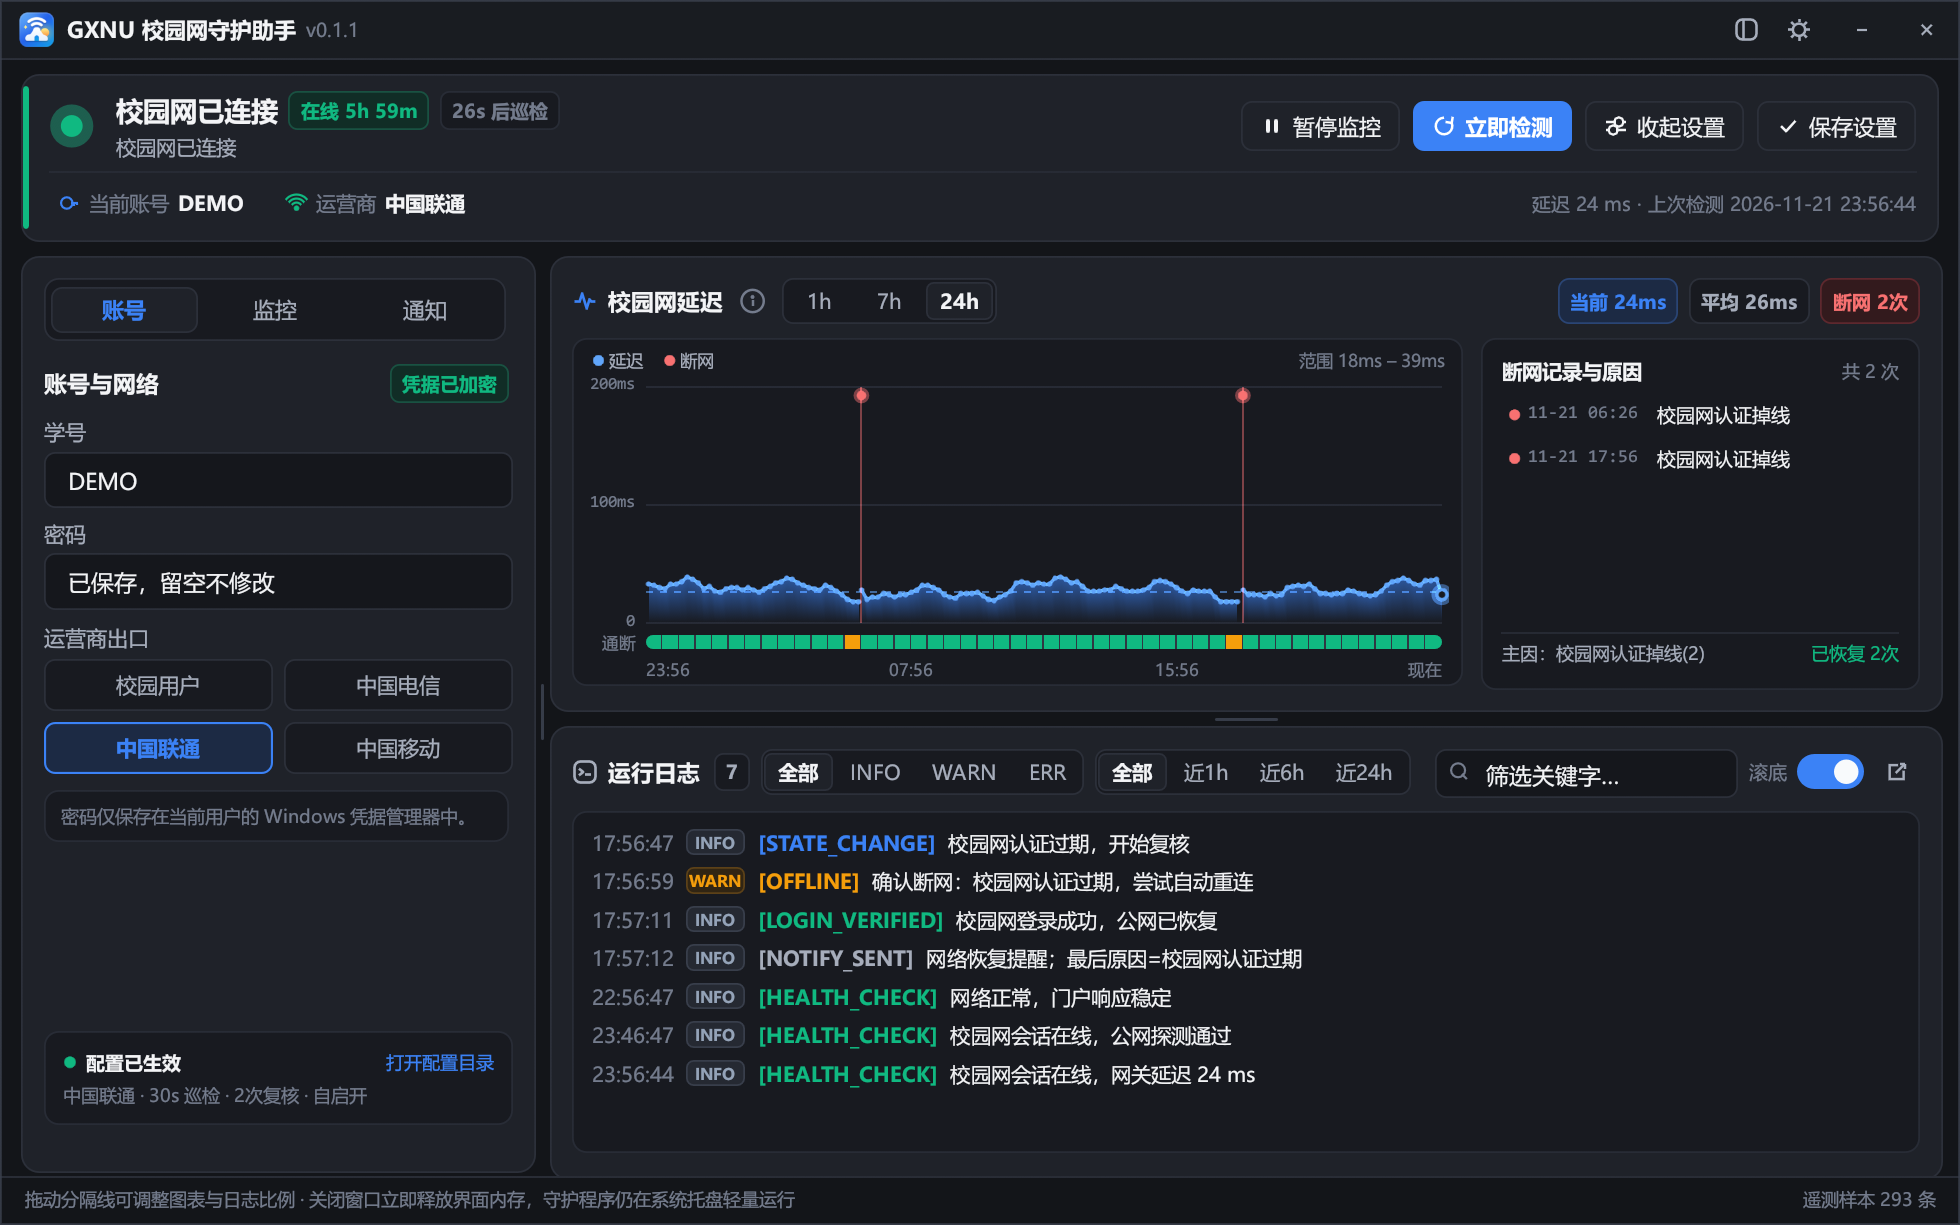 GXNU 校园网守护助手 v0.1.1
校园网已连接 在线 5h 59m 26s 后巡检
校园网已连接
暂停监控 立即检测 收起设置 保存设置
当前账号 DEMO 运营商 中国联通
延迟 24 ms · 上次检测 2026-11-21 23:56:44
账号 监控 通知
账号与网络 凭据已加密
学号
DEMO
密码
已保存，留空不修改
运营商出口
校园用户 中国电信
中国联通 中国移动
密码仅保存在当前用户的 Windows 凭据管理器中。
配置已生效 打开配置目录
中国联通 · 30s 巡检 · 2次复核 · 自启开
校园网延迟 1h 7h 24h
当前 24ms 平均 26ms 断网 2次
延迟 断网 范围 18ms – 39ms
200ms
100ms
0
通断
23:56 07:56 15:56 现在
断网记录与原因 共 2 次
11-21 06:26 校园网认证掉线
11-21 17:56 校园网认证掉线
主因：校园网认证掉线(2) 已恢复 2次
运行日志 7 全部 INFO WARN ERR 全部 近1h 近6h 近24h 筛选关键字... 滚底
17:56:47 INFO [STATE_CHANGE] 校园网认证过期，开始复核
17:56:59 WARN [OFFLINE] 确认断网：校园网认证过期，尝试自动重连
17:57:11 INFO [LOGIN_VERIFIED] 校园网登录成功，公网已恢复
17:57:12 INFO [NOTIFY_SENT] 网络恢复提醒；最后原因=校园网认证过期
22:56:47 INFO [HEALTH_CHECK] 网络正常，门户响应稳定
23:46:47 INFO [HEALTH_CHECK] 校园网会话在线，公网探测通过
23:56:44 INFO [HEALTH_CHECK] 校园网会话在线，网关延迟 24 ms
拖动分隔线可调整图表与日志比例 · 关闭窗口立即释放界面内存，守护程序仍在系统托盘轻量运行
遥测样本 293 条